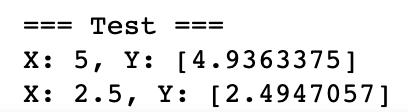 === Test ===
X: 5, Y: [4.9363375]
X: 2.5, Y: [2.4947057]